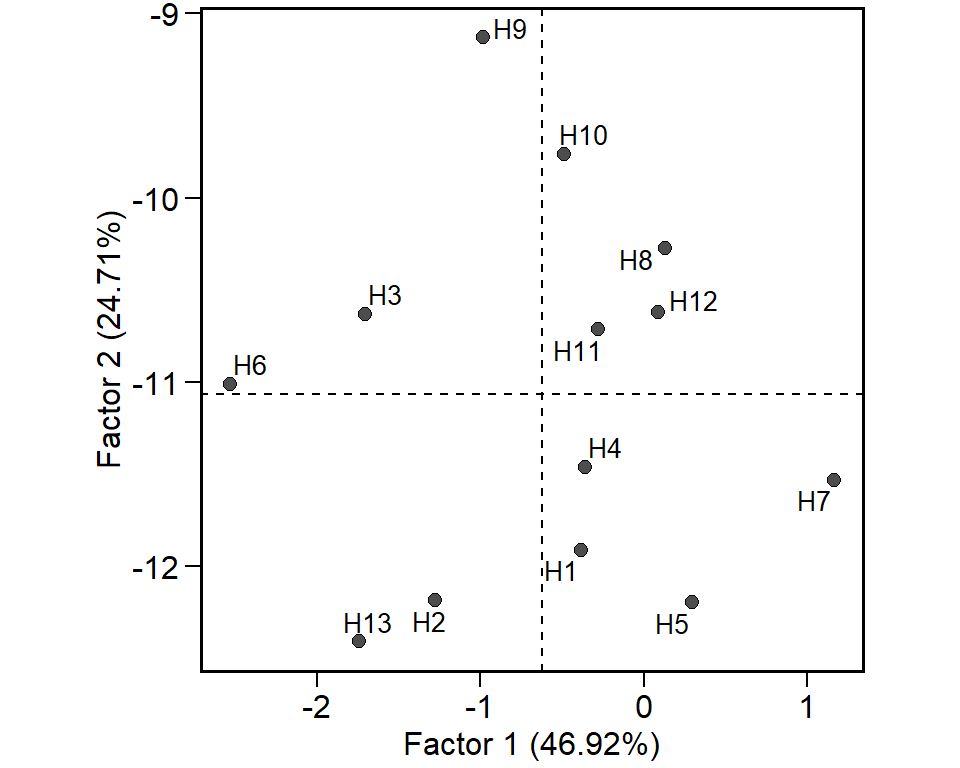 -9
H9
H10
-10
H8
H3
H12
H11
H6
-11
Factor 2 (24.71%)
H4
H7
H1
-12
H13
H2
H5
-2
-1
0
1
Factor 1 (46.92%)